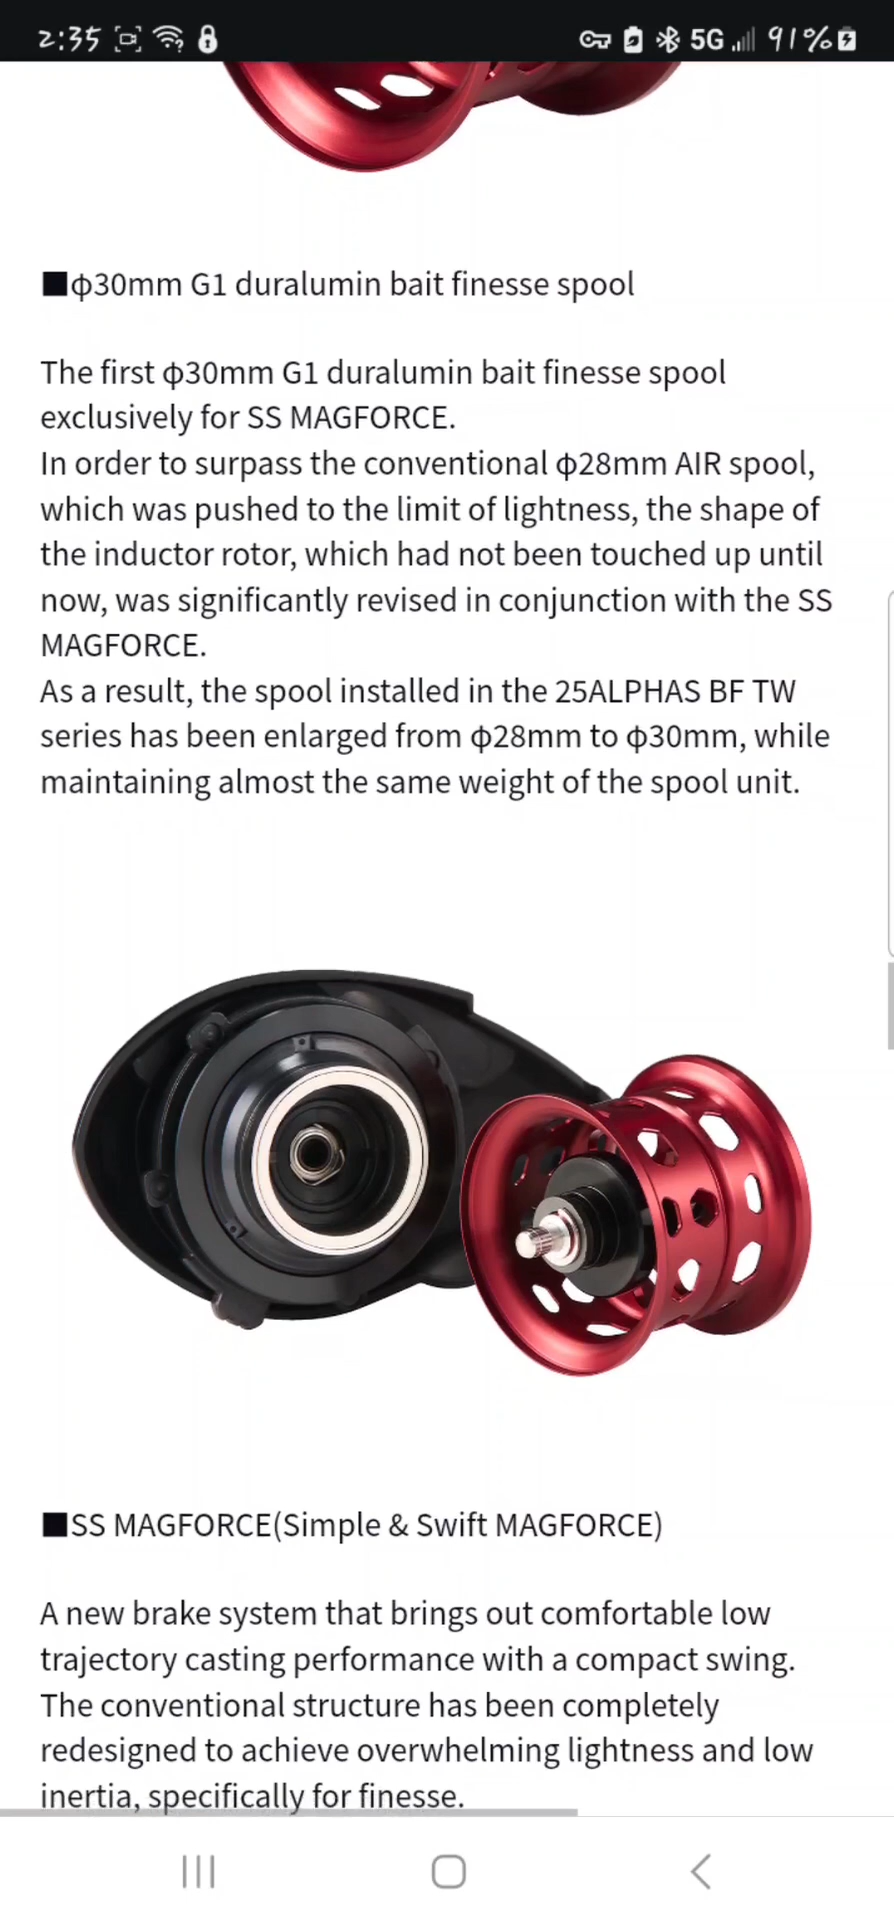 2:35 5G 91%
■φ30mm G1 duralumin bait finesse spool
The first φ30mm G1 duralumin bait finesse spool
exclusively for SS MAGFORCE.
In order to surpass the conventional φ28mm AIR spool,
which was pushed to the limit of lightness, the shape of
the inductor rotor, which had not been touched up until
now, was significantly revised in conjunction with the SS
MAGFORCE.
As a result, the spool installed in the 25ALPHAS BF TW
series has been enlarged from φ28mm to φ30mm, while
maintaining almost the same weight of the spool unit.
■SS MAGFORCE(Simple & Swift MAGFORCE)
A new brake system that brings out comfortable low
trajectory casting performance with a compact swing.
The conventional structure has been completely
redesigned to achieve overwhelming lightness and low
inertia, specifically for finesse.